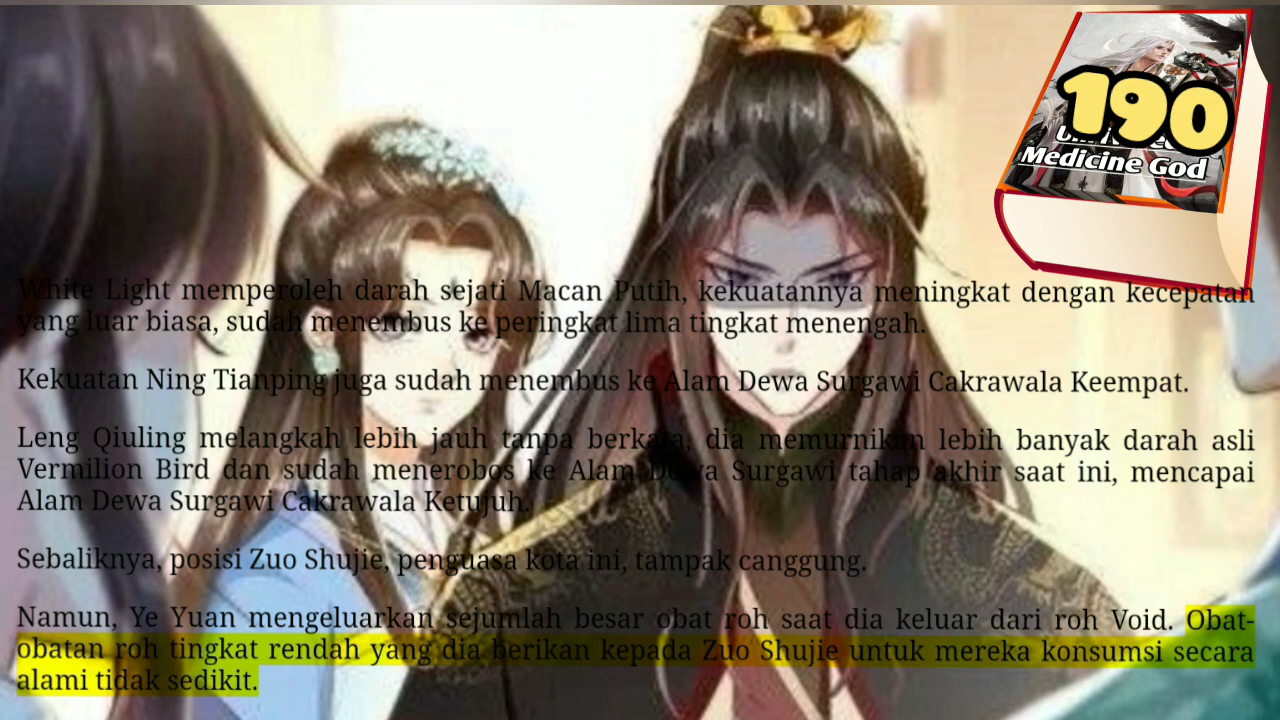 190
Medicine God
White Light memperoleh darah sejati Macan Putih, kekuatannya meningkat dengan kecepatan
yang luar biasa, sudah menembus ke peringkat lima tingkat menengah.
Kekuatan Ning Tianping juga sudah menembus ke Alam Dewa Surgawi Cakrawala Keempat.
Leng Qiuling melangkah lebih jauh tanpa berkata, dia memurnikan lebih banyak darah asli
Vermilion Bird dan sudah menerobos ke Alam Dewa Surgawi tahap akhir saat ini, mencapai
Alam Dewa Surgawi Cakrawala Ketujuh.
Sebaliknya, posisi Zuo Shujie, penguasa kota ini, tampak canggung.
Namun, Ye Yuan mengeluarkan sejumlah besar obat roh saat dia keluar dari roh Void. Obat-
obatan roh tingkat rendah yang dia berikan kepada Zuo Shujie untuk mereka konsumsi secara
alami tidak sedikit.